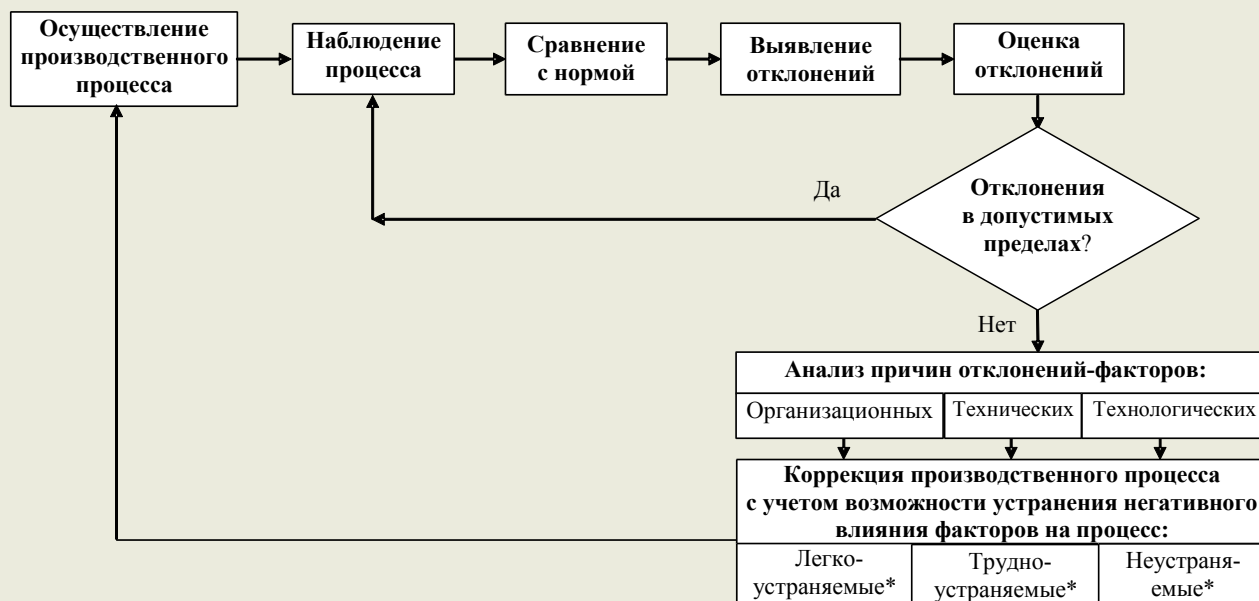 Осуществление
производственного
процесса
Наблюдение
процесса
Сравнение
с нормой
Выявление
отклонений
Оценка
отклонений
Да
Отклонения
в допустимых
пределах?
Нет
Анализ причин отклонений-факторов:
Организационных
Технических
Технологических
Коррекция производственного процесса
с учетом возможности устранения негативного
влияния факторов на процесс:
Легко-
устраняемые*
Трудно-
устраняемые*
Неустраня-
емые*